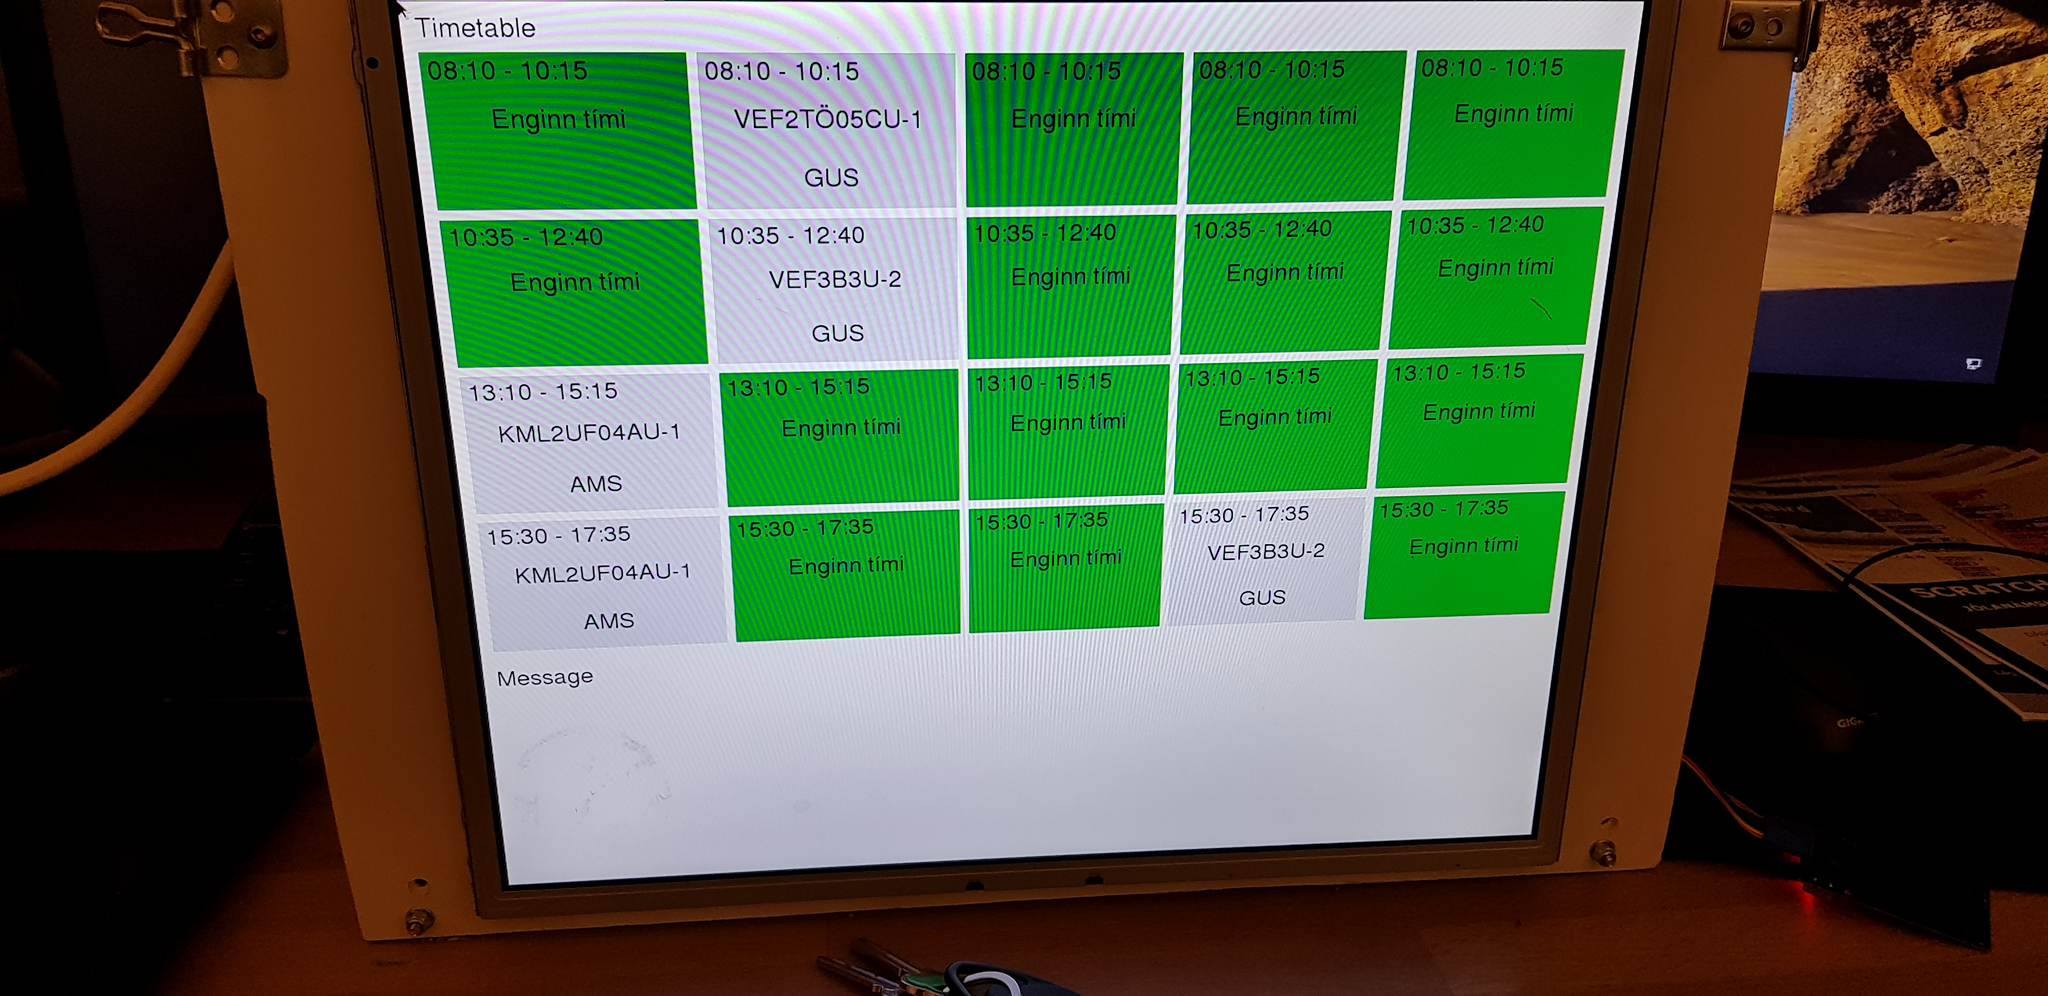 Timetable
08:10 - 10:15
Enginn tími
08:10 - 10:15
VEF2TÖ05CU-1
GUS
08:10 - 10:15
Enginn tími
08:10 - 10:15
Enginn tími
08:10 - 10:15
Enginn tími
10:35 - 12:40
Enginn tími
10:35 - 12:40
VEF3B3U-2
GUS
10:35 - 12:40
Enginn tími
10:35 - 12:40
Enginn tími
10:35 - 12:40
Enginn tími
13:10 - 15:15
KML2UF04AU-1
AMS
13:10 - 15:15
Enginn tími
13:10 - 15:15
Enginn tími
13:10 - 15:15
Enginn tími
13:10 - 15:15
Enginn tími
15:30 - 17:35
KML2UF04AU-1
AMS
15:30 - 17:35
Enginn tími
15:30 - 17:35
Enginn tími
15:30 - 17:35
VEF3B3U-2
GUS
15:30 - 17:35
Enginn tími
Message
SCRATCH